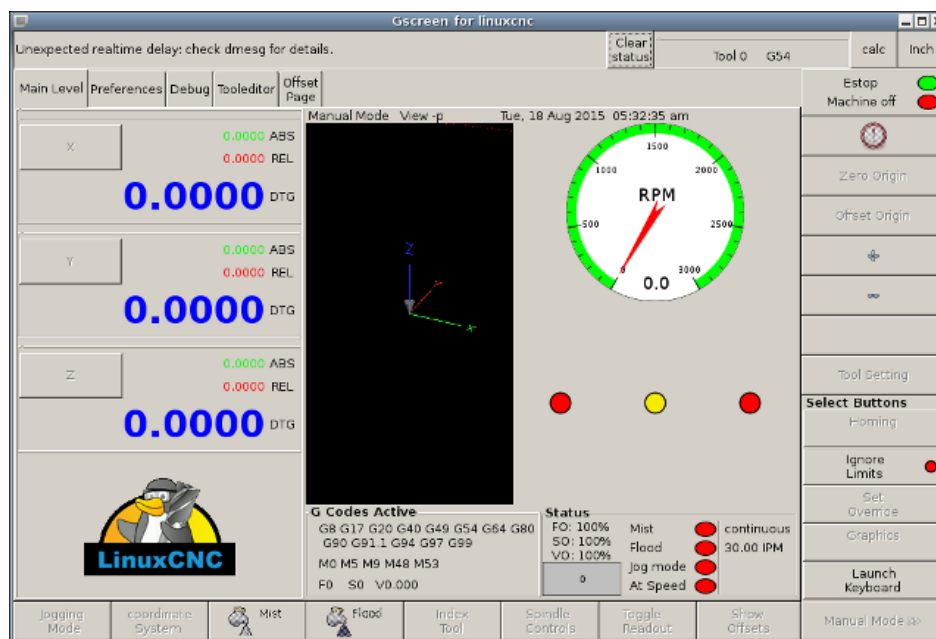 Gscreen for linuxcnc
Unexpected realtime delay: check dmesg for details.
Clear
status
Tool 0 G54
calc
Inch
Main Level
Preferences
Debug
Tooleditor
Offset
Page
Estop
Machine off
Manual Mode View -p Tue, 18 Aug 2015 05:32:35 am
X
0.0000 ABS
0.0000 REL
0.0000 DTG
Y
0.0000 ABS
0.0000 REL
0.0000 DTG
Z
0.0000 ABS
0.0000 REL
0.0000 DTG
LinuxCNC
Z
Y
X
1500
1000
2000
RPM
500
2500
0
3000
0.0
Zero Origin
Offset Origin
Tool Setting
Select Buttons
Homing
Ignore
Limits
Set
Override
Graphics
Launch
Keyboard
G Codes Active
G8 G17 G20 G40 G49 G54 G64 G80
G90 G91.1 G94 G97 G99
M0 M5 M9 M48 M53
F0 S0 V0.000
Status
FO: 100%
SO: 100%
VO: 100%
0
Mist
Flood
Jog mode
At Speed
continuous
30.00 IPM
Jogging
Mode
coordinate
System
Mist
Flood
Index
Tool
Spindle
Controls
Toggle
Readout
Show
Offsets
Manual Mode >>